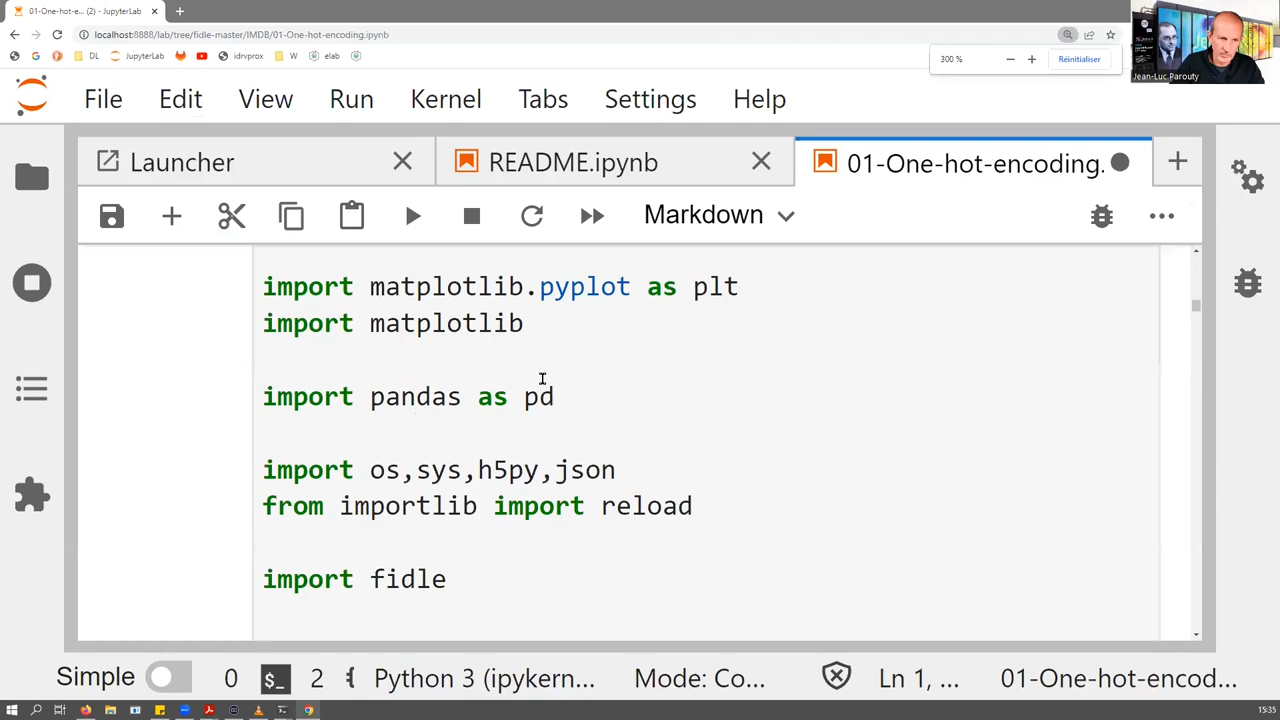 01-One-hot-e... (2) - JupyterLab
localhost:8888/lab/tree/fidle-master/IMDB/01-One-hot-encoding.ipynb
DL JupyterLab idrvprox W elab
300 % Réinitialiser
Jean-Luc Parouty
File Edit View Run Kernel Tabs Settings Help
Launcher README.ipynb 01-One-hot-encoding.
Markdown
import matplotlib.pyplot as plt
import matplotlib
import pandas as pd
import os,sys,h5py,json
from importlib import reload
import fidle
Simple 0 $_ 2 Python 3 (ipykern... Mode: Co... Ln 1, ... 01-One-hot-encod...
15:35